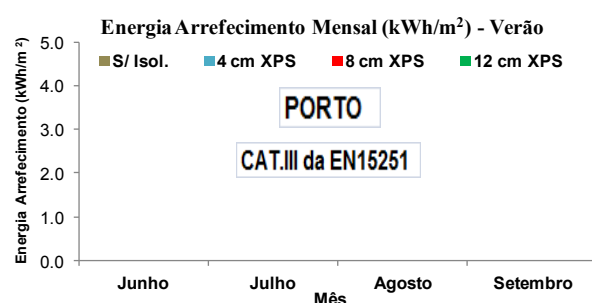 Energia Arrefecimento Mensal (kWh/m²) - Verão
5.0
S/ Isol. 4 cm XPS 8 cm XPS 12 cm XPS
4.0
PORTO
3.0
CAT.III da EN15251
2.0
1.0
0.0
Energia Arrefecimento (kWh/m ²)
Junho Julho Agosto Setembro
Mês